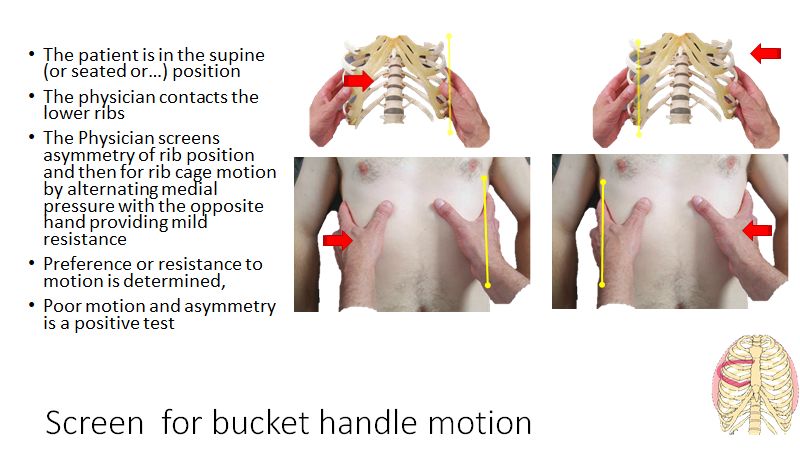 • The patient is in the supine
(or seated or...) position
• The physician contacts the
lower ribs
• The Physician screens
asymmetry of rib position
and then for rib cage motion
by alternating medial
pressure with the opposite
hand providing mild
resistance
• Preference or resistance to
motion is determined,
• Poor motion and asymmetry
is a positive test
Screen  for bucket handle motion